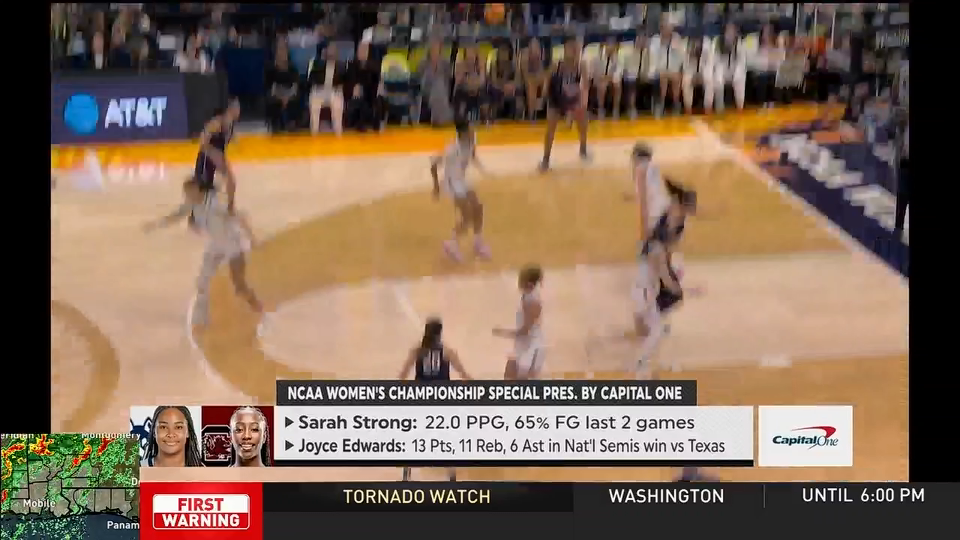 AT&T
NCAA WOMEN'S CHAMPIONSHIP SPECIAL PRES. BY CAPITAL ONE
Sarah Strong: 22.0 PPG, 65% FG last 2 games
Joyce Edwards: 13 Pts, 11 Reb, 6 Ast in Nat'l Semis win vs Texas
Capital One
Montgomery
Mobile
Panam
FIRST
WARNING
TORNADO WATCH
WASHINGTON
UNTIL 6:00 PM